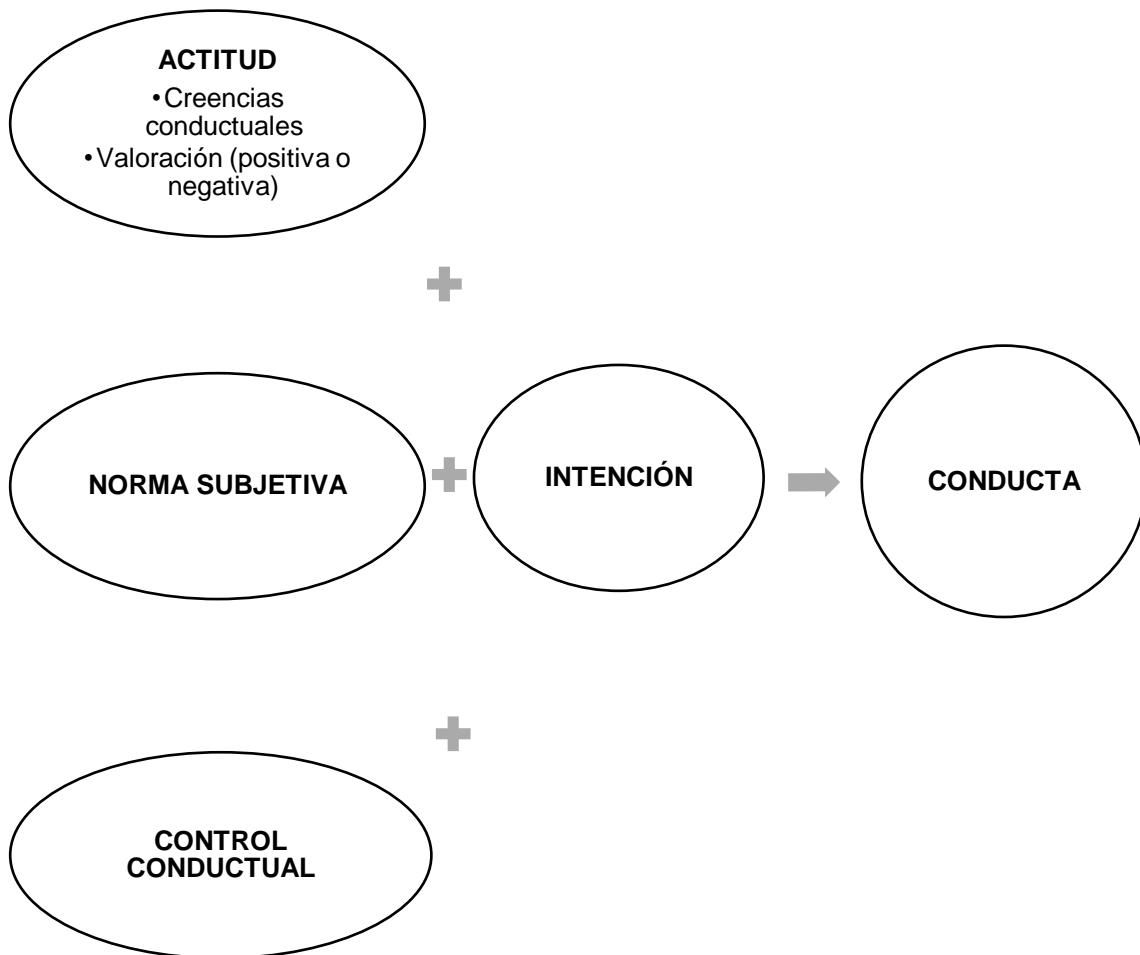 ACTITUD
•Creencias
conductuales
•Valoración (positiva o
negativa)
NORMA SUBJETIVA
INTENCIÓN
CONDUCTA
CONTROL
CONDUCTUAL